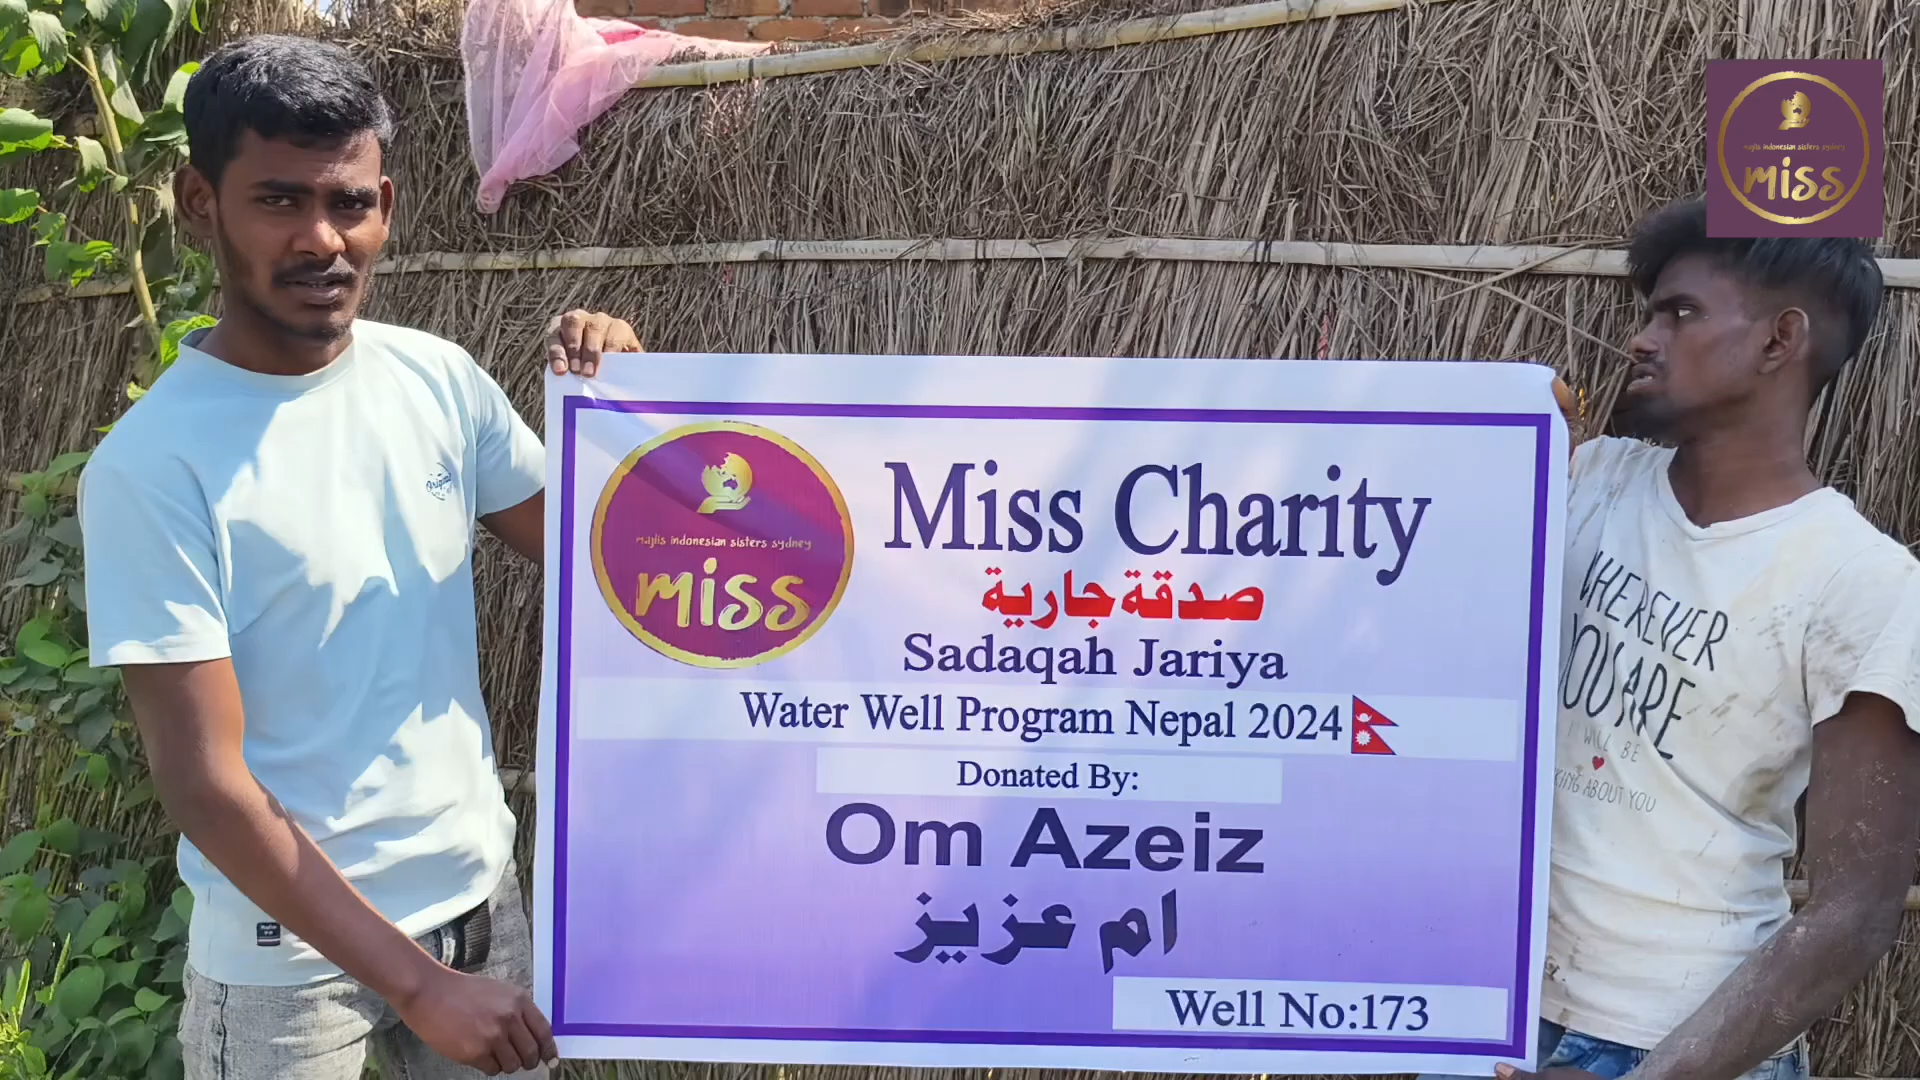 majlis indonesian sisters sydney
miss
majlis indonesian sisters sydney
miss
Miss Charity
صدقة جارية
Sadaqah Jariya
Water Well Program Nepal 2024
Donated By:
Om Azeiz
ام عزيز
Well No:173
Original
WHEREVER
YOU ARE
I WILL BE
KING ABOUT YOU